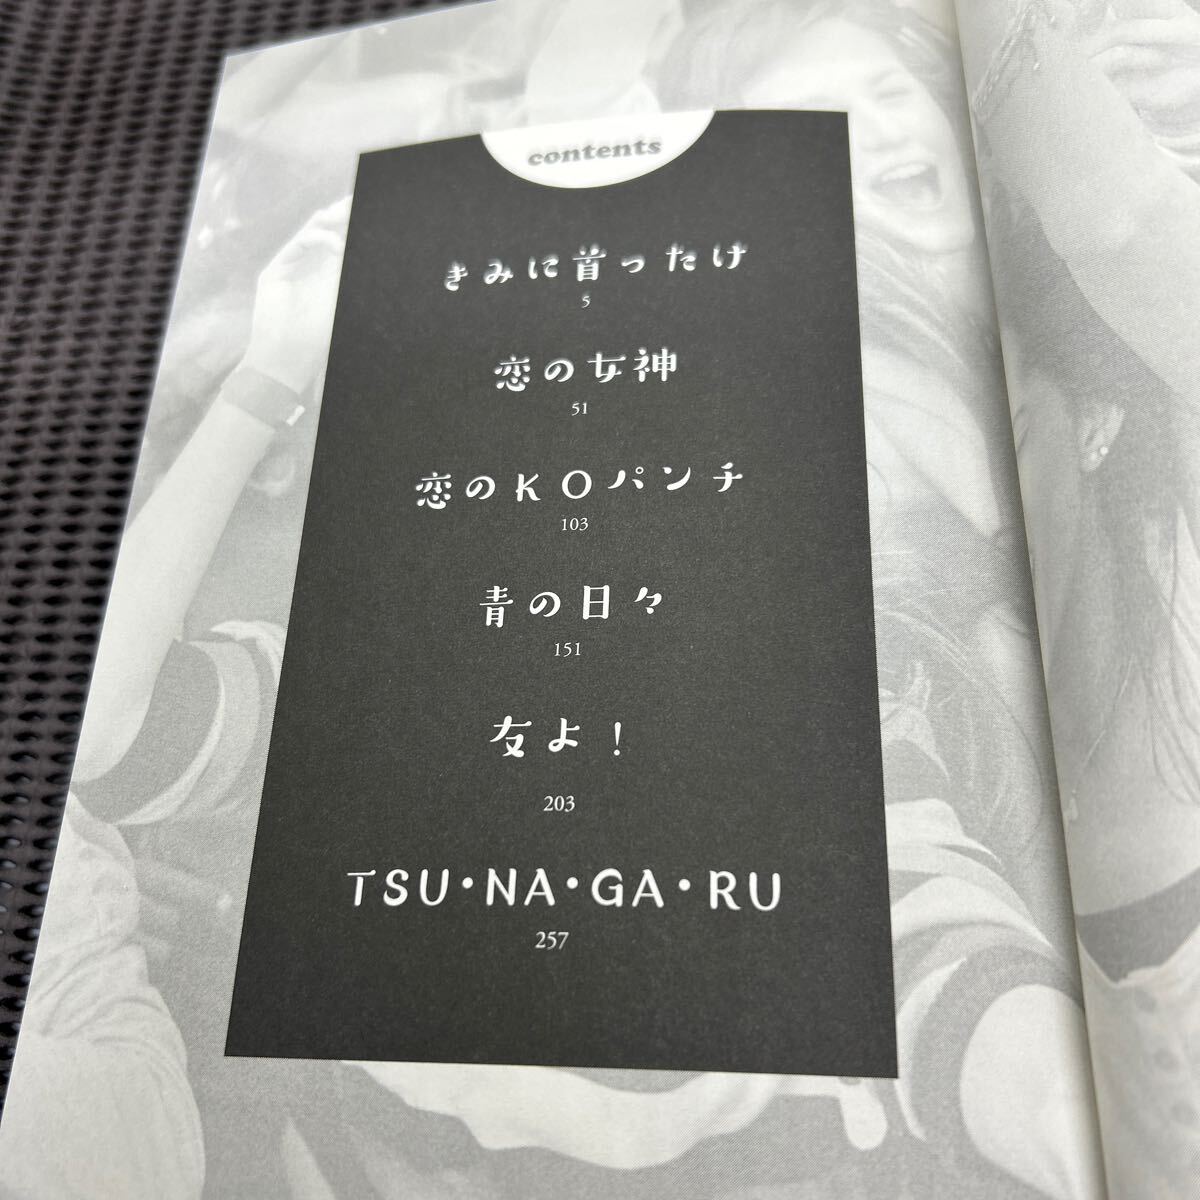 contents
きみに首ったけ
5
恋の女神
51
恋のKOパンチ
103
青の日々
151
友よ！
203
TSU・NA・GA・RU
257